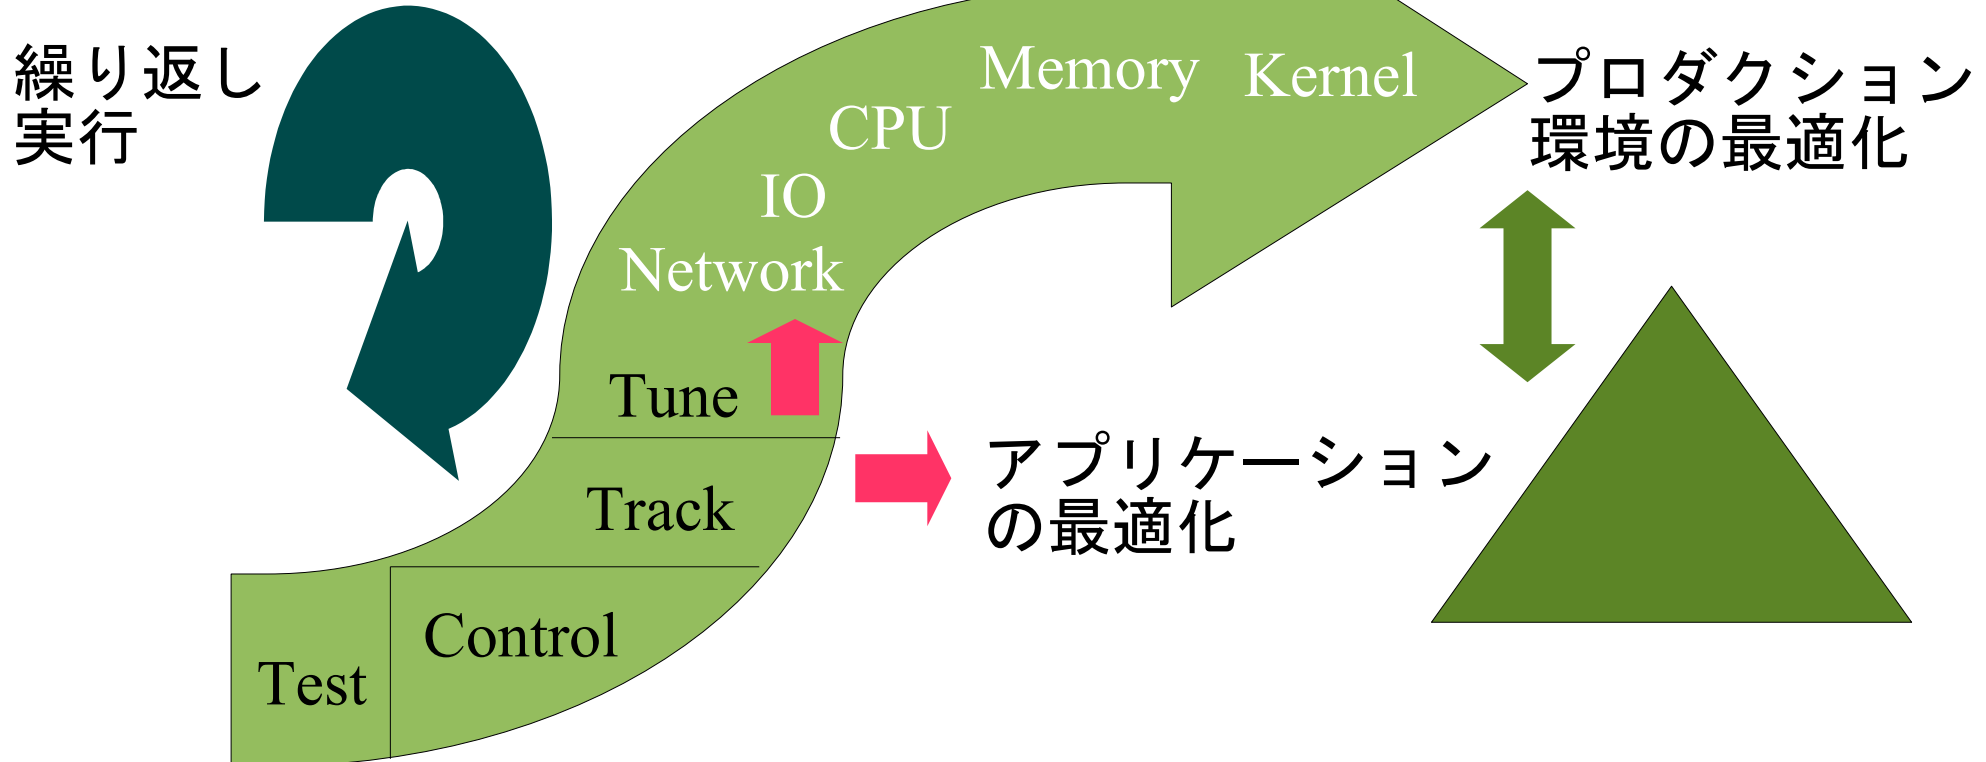 繰り返し
実行
Memory
Kernel
CPU
IO
Network
Tune
Track
Control
Test
プロダクション
環境の最適化
アプリケーション
の最適化